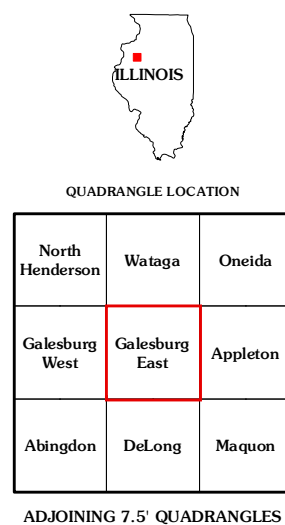 ILLINOIS
QUADRANGLE LOCATION
North
Henderson
Wataga
Oneida
Galesburg
West
Galesburg
East
Appleton
Abingdon
DeLong
Maquon
ADJOINING 7.5' QUADRANGLES